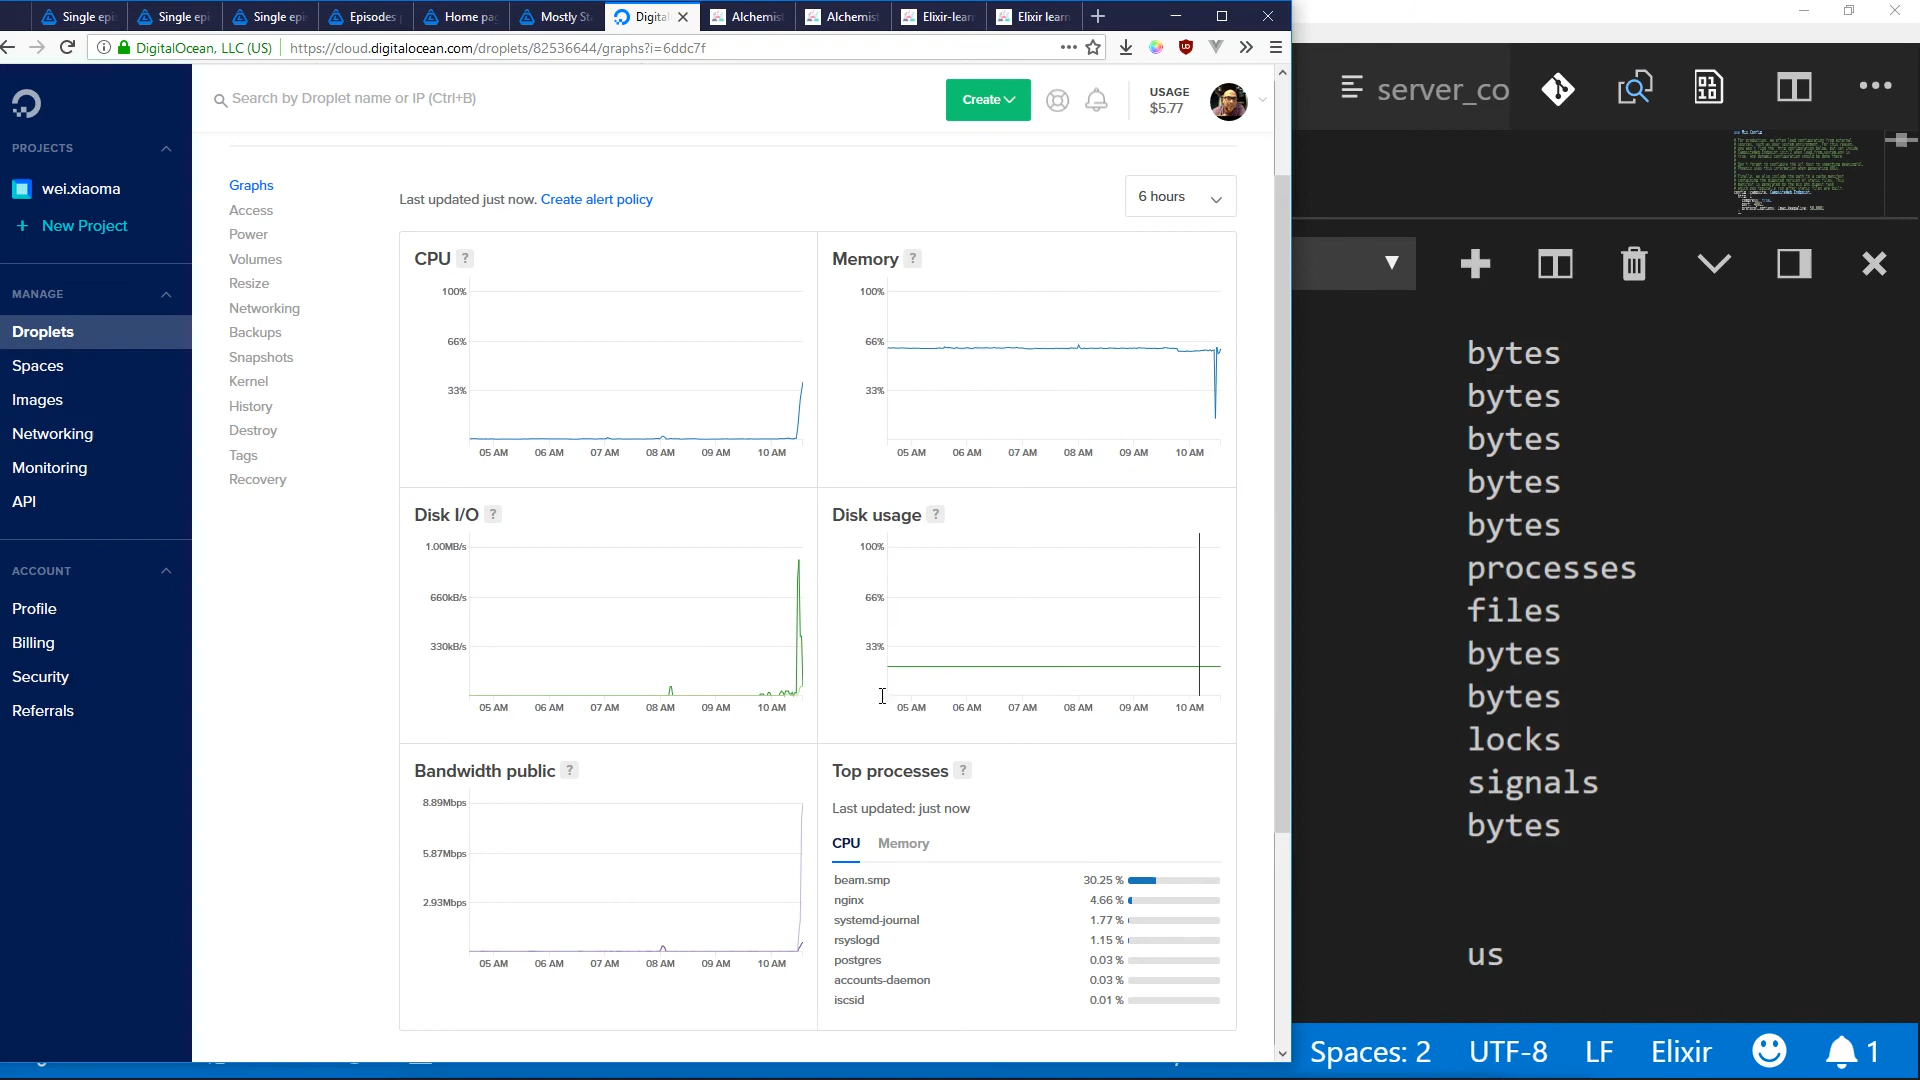 Single epi
Single epi
Single epi
Episodes
Home pag
Mostly St
Digital
Alchemist
Alchemist
Elixir-lear
Elixir learn
DigitalOcean, LLC (US)
https://cloud.digitalocean.com/droplets/82536644/graphs?i=6ddc7f
server_co
Search by Droplet name or IP (Ctrl+B)
Create
USAGE
$5.77
PROJECTS
wei.xiaoma
+ New Project
MANAGE
Droplets
Spaces
Images
Networking
Monitoring
API
ACCOUNT
Profile
Billing
Security
Referrals
Graphs
Access
Power
Volumes
Resize
Networking
Backups
Snapshots
Kernel
History
Destroy
Tags
Recovery
Last updated just now. Create alert policy
6 hours
CPU ?
100%
66%
33%
05 AM 06 AM 07 AM 08 AM 09 AM 10 AM
Memory ?
100%
66%
33%
05 AM 06 AM 07 AM 08 AM 09 AM 10 AM
Disk I/O ?
1.00MB/s
660kB/s
330kB/s
05 AM 06 AM 07 AM 08 AM 09 AM 10 AM
Disk usage ?
100%
66%
33%
05 AM 06 AM 07 AM 08 AM 09 AM 10 AM
Bandwidth public ?
8.89Mbps
5.87Mbps
2.93Mbps
05 AM 06 AM 07 AM 08 AM 09 AM 10 AM
Top processes ?
Last updated: just now
CPU Memory
beam.smp 30.25 %
nginx 4.66 %
systemd-journal 1.77 %
rsyslogd 1.15 %
postgres 0.03 %
accounts-daemon 0.03 %
iscsid 0.01 %
bytes
bytes
bytes
bytes
bytes
processes
files
bytes
bytes
locks
signals
bytes
us
Spaces: 2 UTF-8 LF Elixir 1